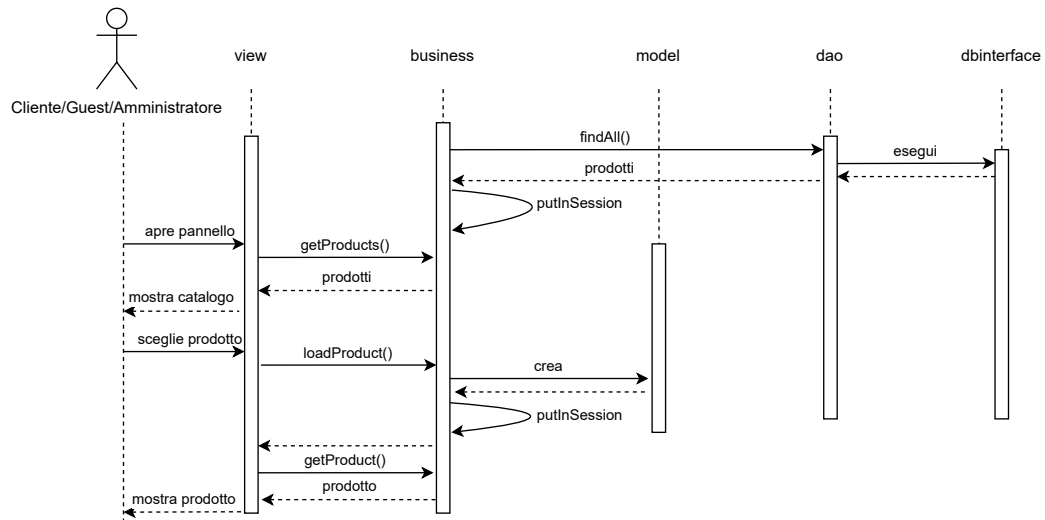 view
business
model
dao
dbinterface
Cliente/Guest/Amministratore
findAll()
esegui
prodotti
putInSession
apre pannello
getProducts()
prodotti
mostra catalogo
sceglie prodotto
loadProduct()
crea
putInSession
getProduct()
prodotto
mostra prodotto